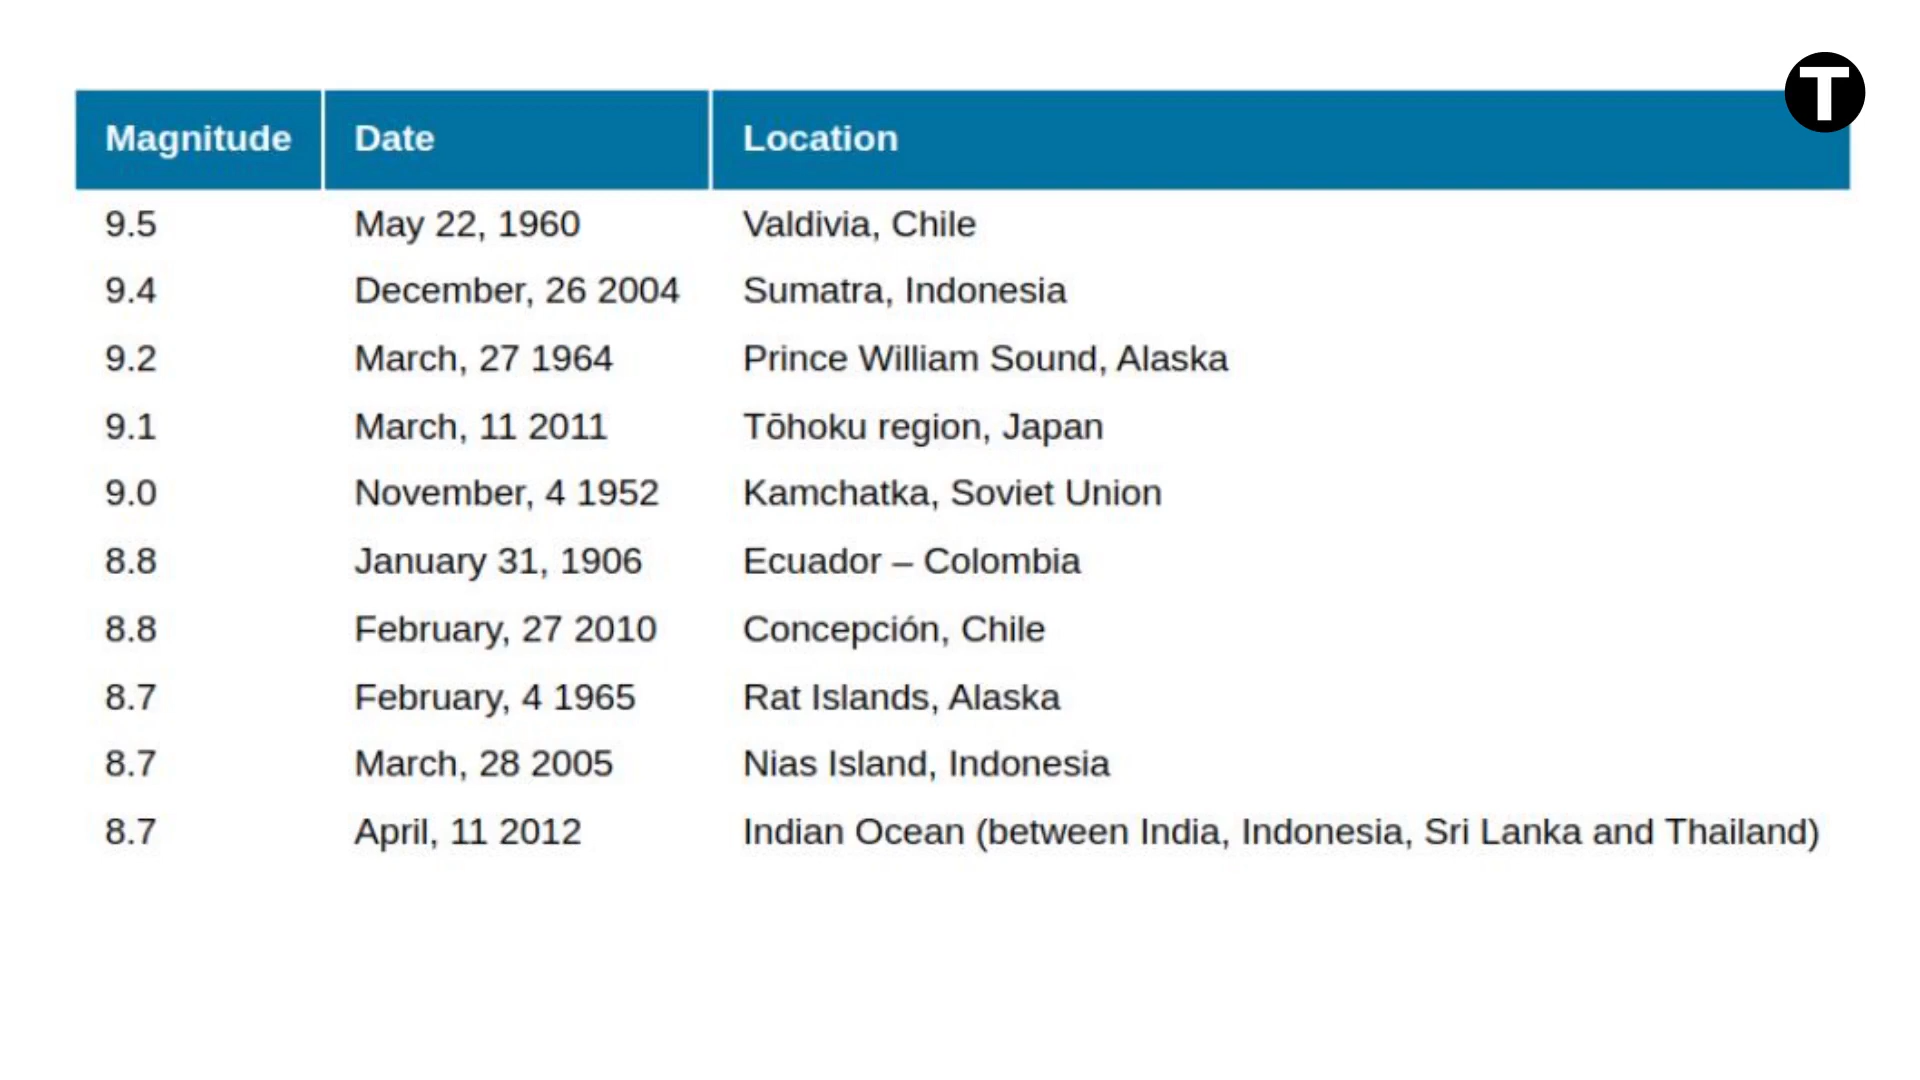 T
Magnitude Date Location
9.5 May 22, 1960 Valdivia, Chile
9.4 December, 26 2004 Sumatra, Indonesia
9.2 March, 27 1964 Prince William Sound, Alaska
9.1 March, 11 2011 Tōhoku region, Japan
9.0 November, 4 1952 Kamchatka, Soviet Union
8.8 January 31, 1906 Ecuador – Colombia
8.8 February, 27 2010 Concepción, Chile
8.7 February, 4 1965 Rat Islands, Alaska
8.7 March, 28 2005 Nias Island, Indonesia
8.7 April, 11 2012 Indian Ocean (between India, Indonesia, Sri Lanka and Thailand)